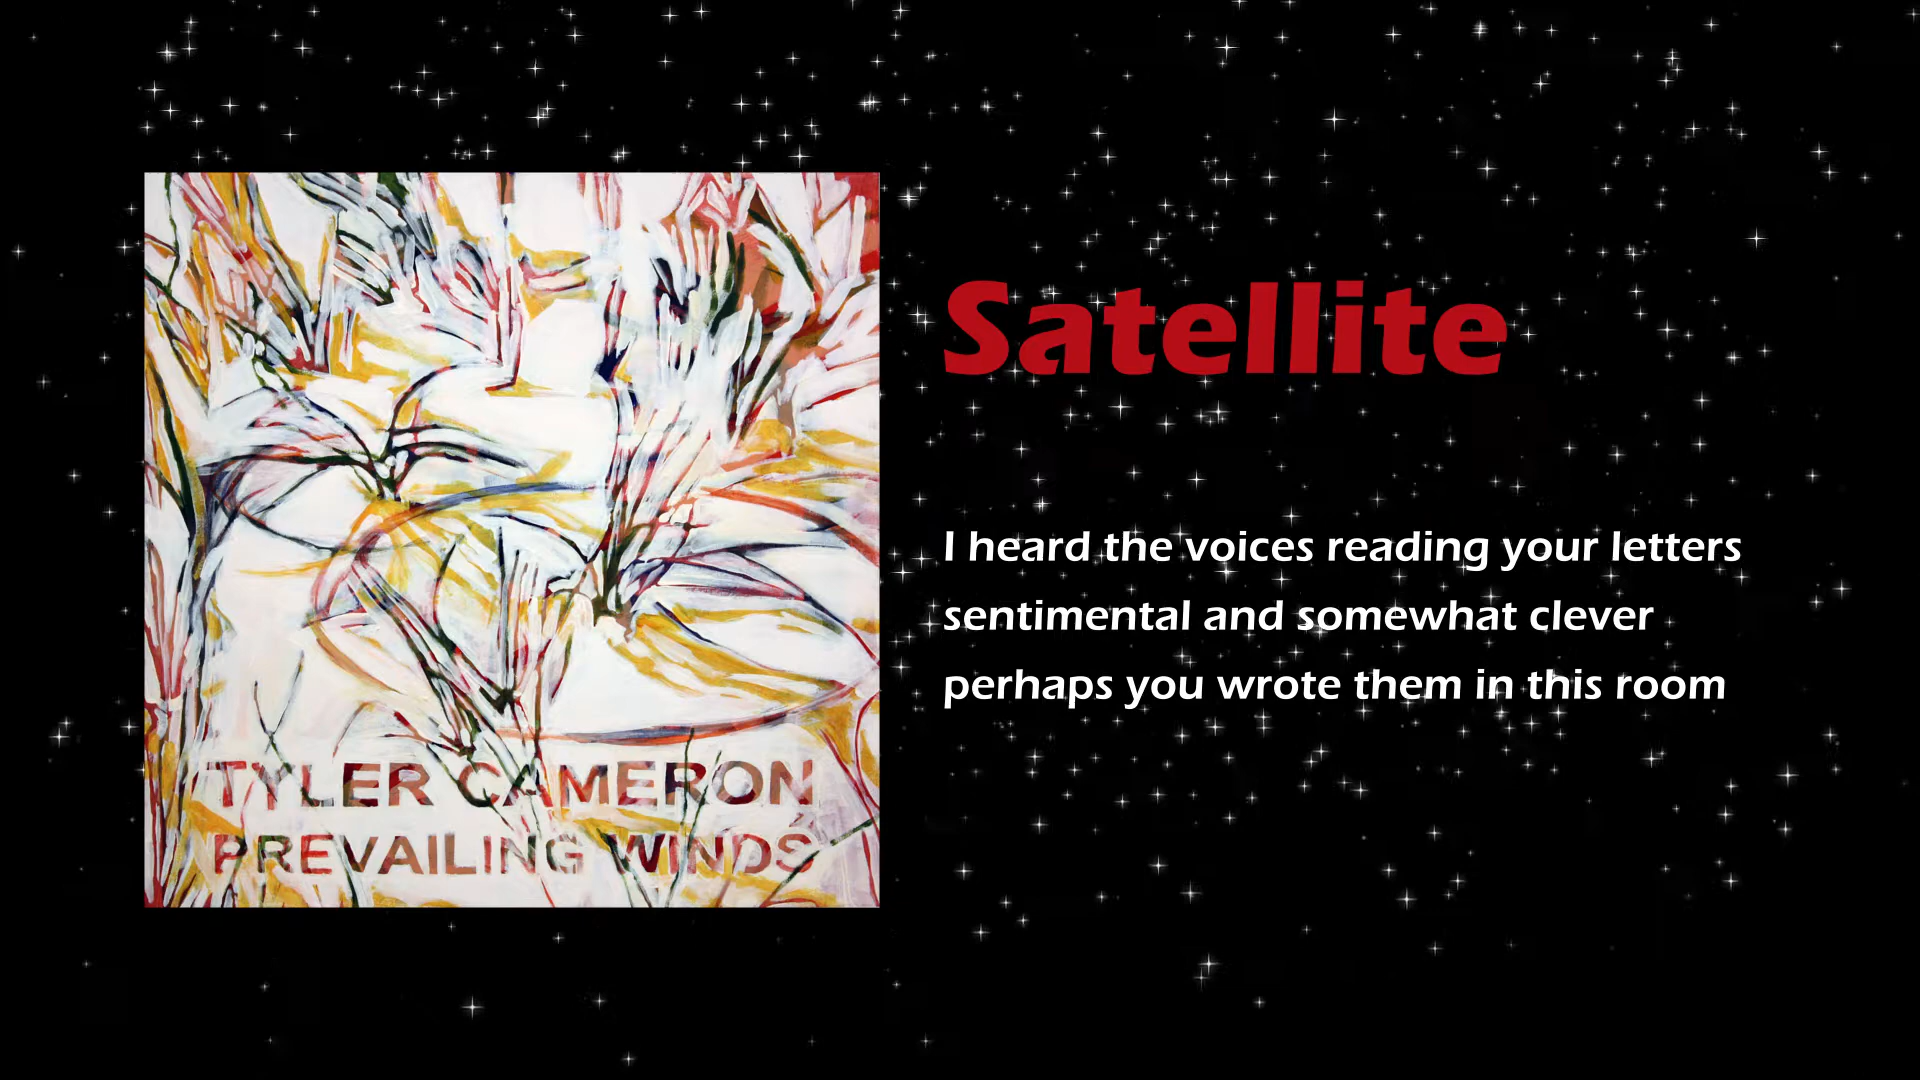 Satellite
I heard the voices reading your letters
sentimental and somewhat clever
perhaps you wrote them in this room
TYLER CAMERON
PREVAILING WINDS